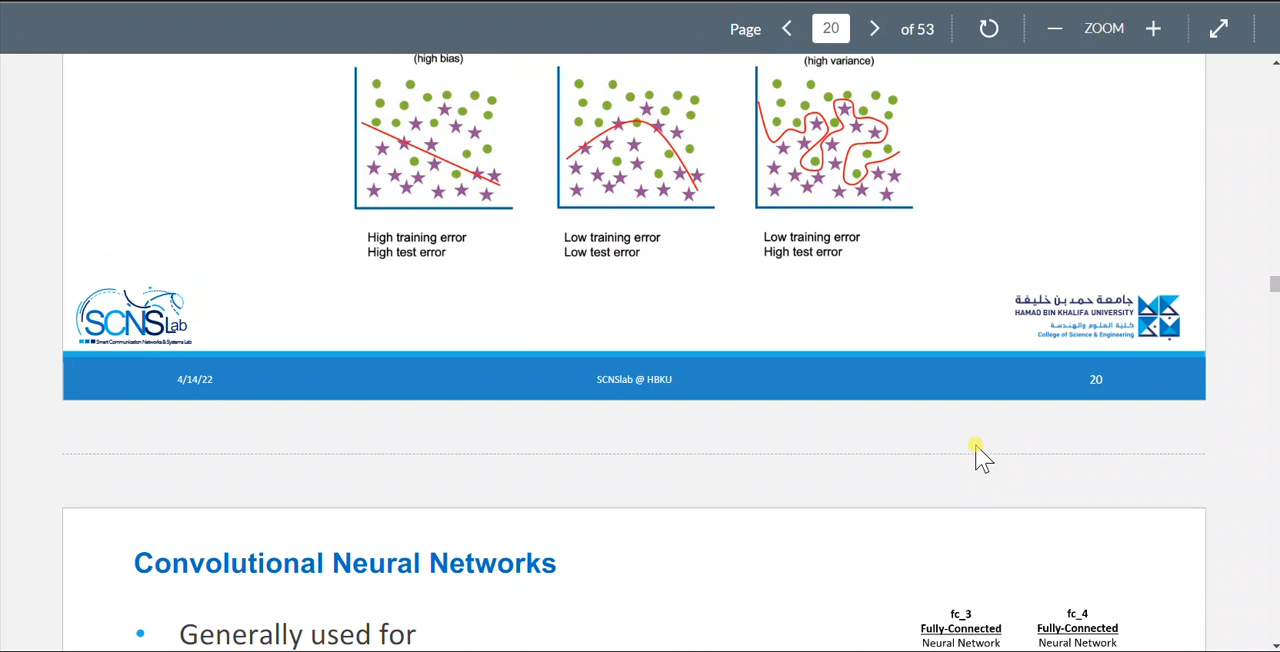 Page 20 of 53 ZOOM
(high bias)
(high variance)
High training error
High test error
Low training error
Low test error
Low training error
High test error
SCNSLab
Smart Communication Networks & Systems Lab
جامعة حمد بن خليفة
HAMAD BIN KHALIFA UNIVERSITY
كلية العلوم والهندسة
College of Science & Engineering
4/14/22
SCNSlab @ HBKU
20
Convolutional Neural Networks
• Generally used for
fc_3
Fully-Connected
Neural Network
fc_4
Fully-Connected
Neural Network